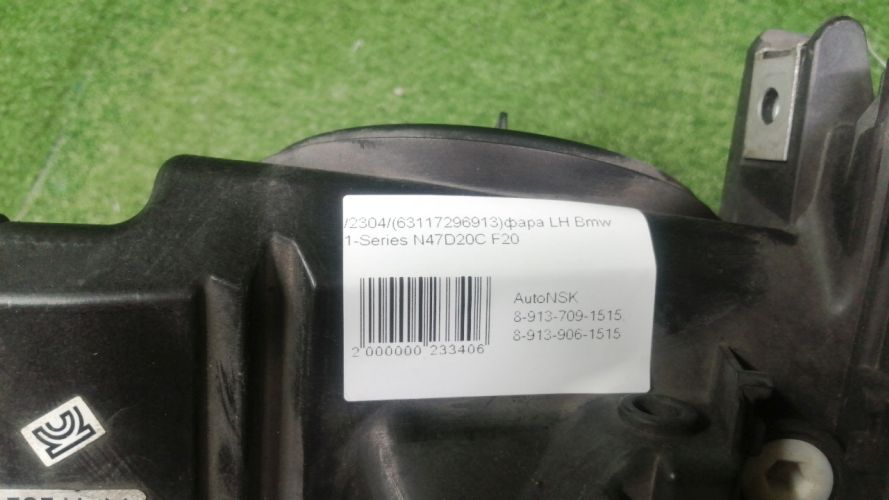 /2304/(63117296913)фара LH Bmw
1-Series N47D20C F20
AutoNSK
8-913-709-1515,
8-913-906-1515
2 000000 233406